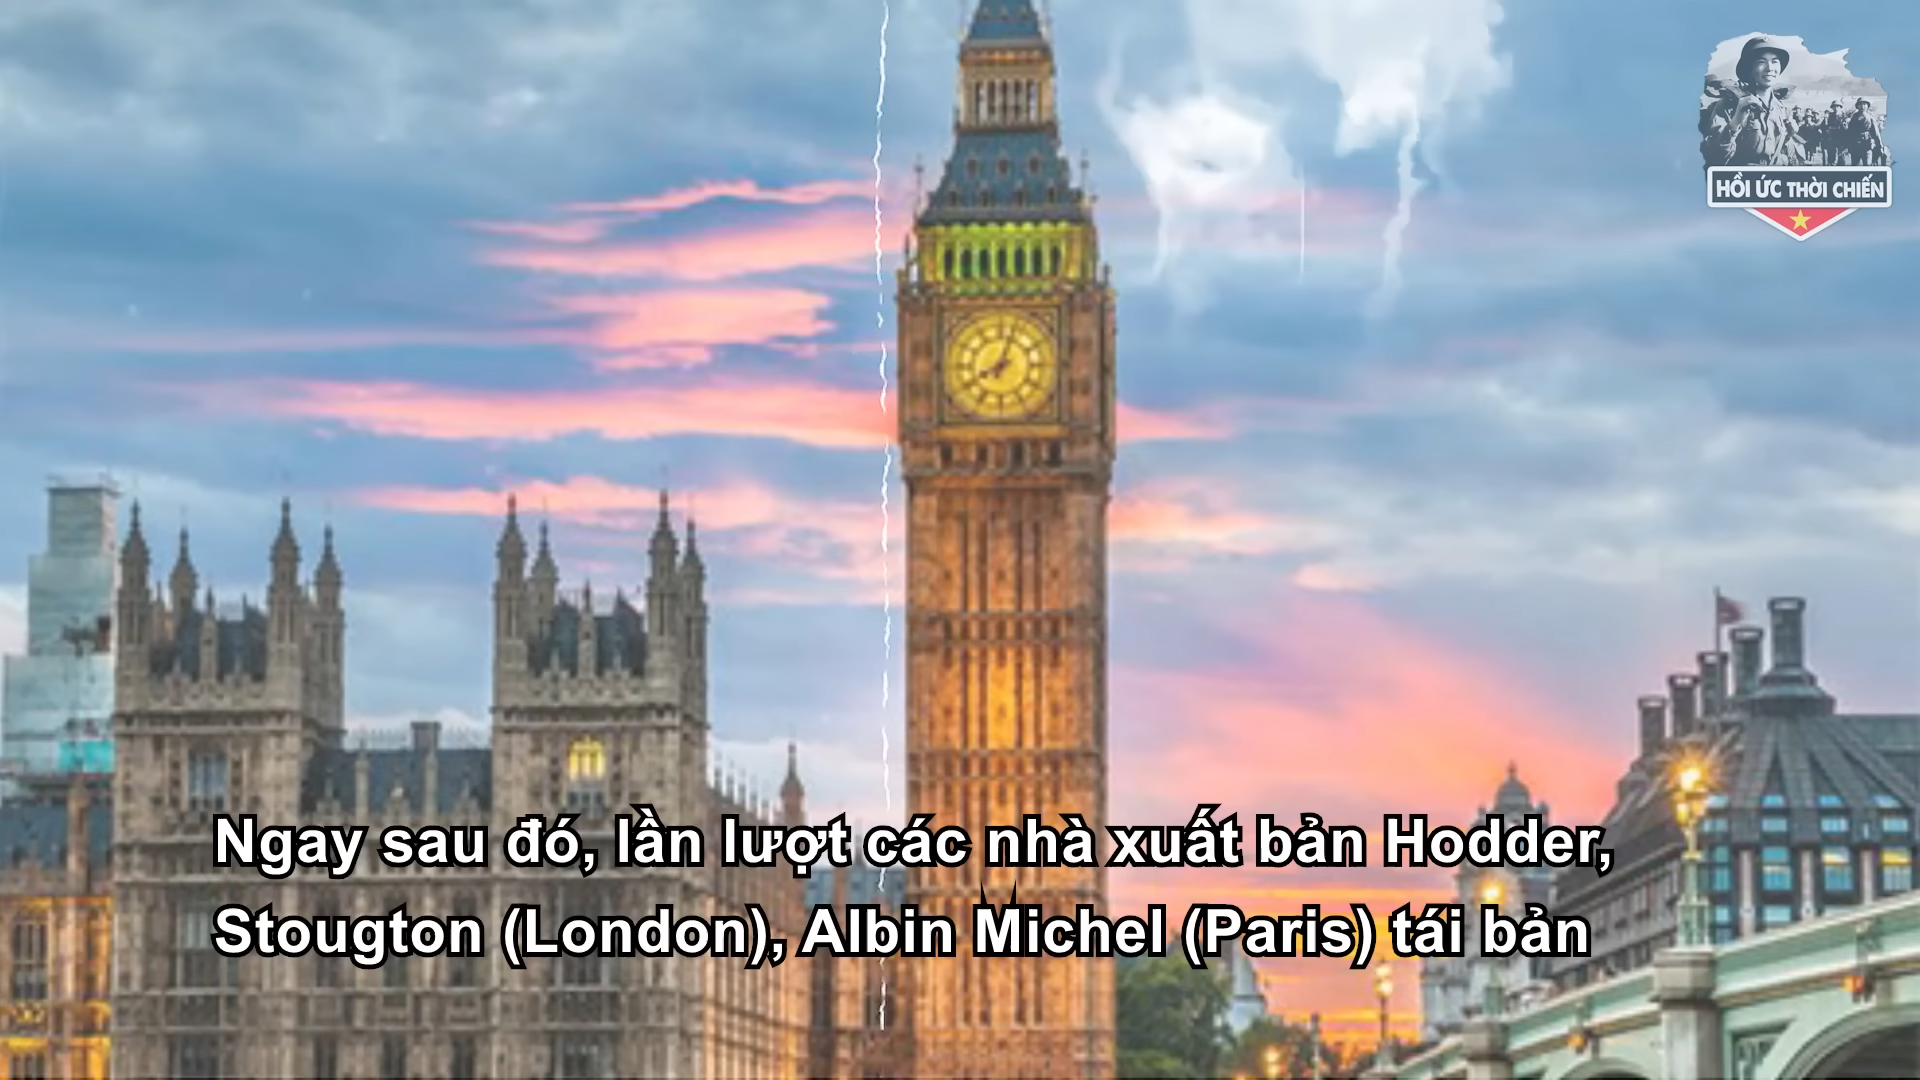 HỒI ỨC THỜI CHIẾN
Ngay sau đó, lần lượt các nhà xuất bản Hodder,
Stougton (London), Albin Michel (Paris) tái bản